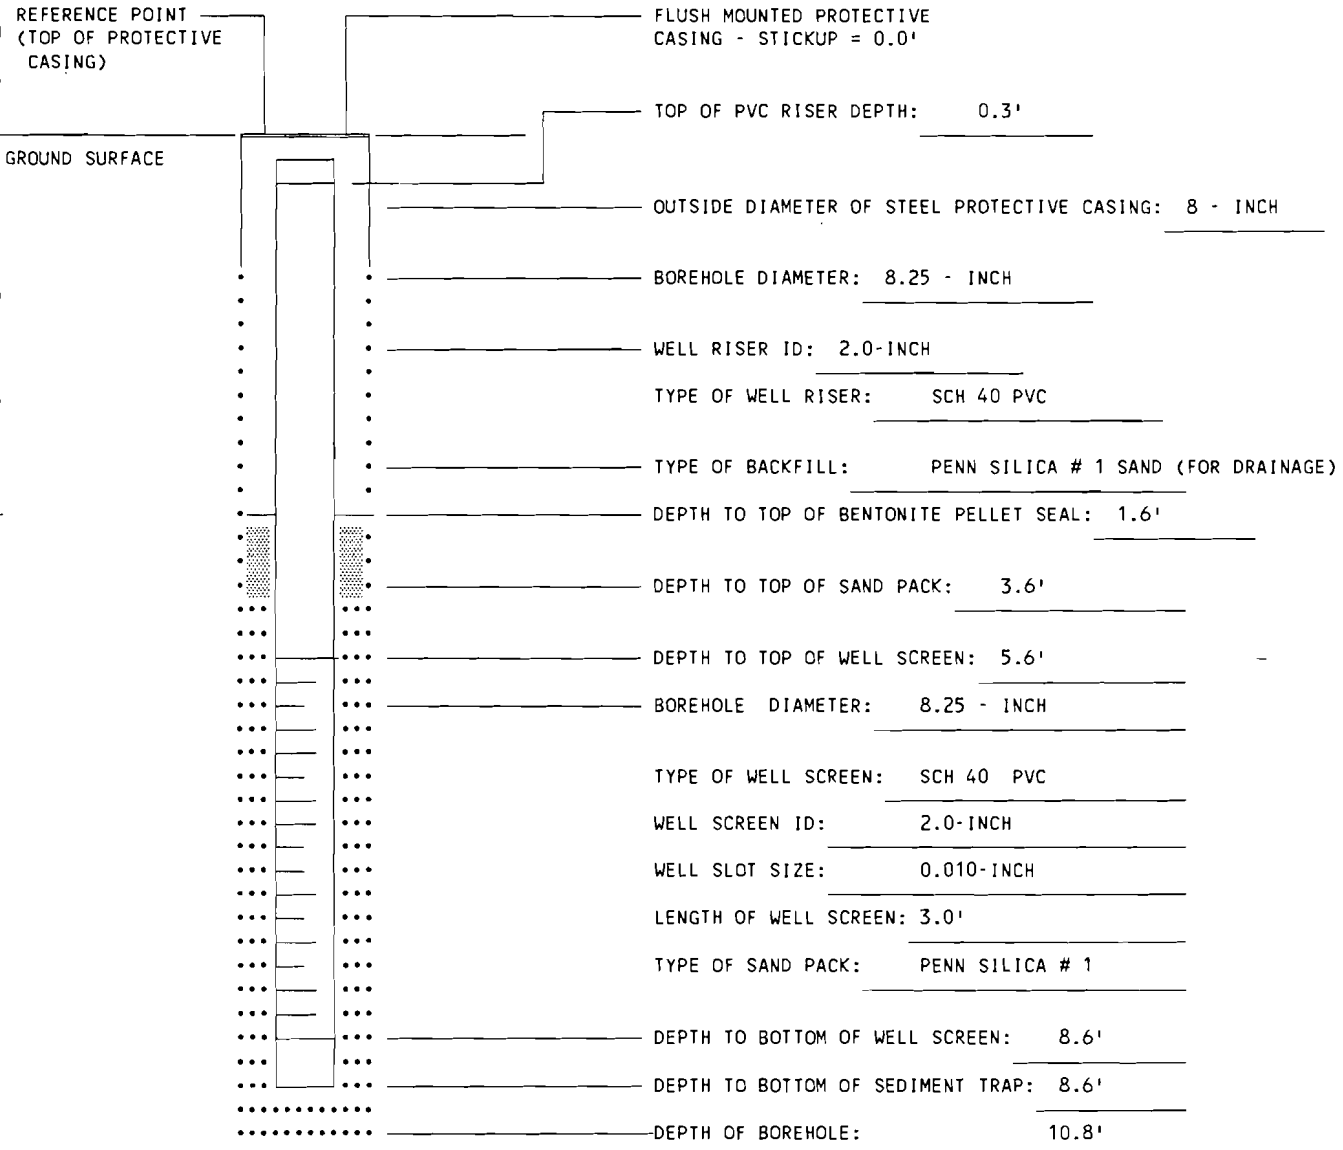 REFERENCE POINT
(TOP OF PROTECTIVE
CASING)
FLUSH MOUNTED PROTECTIVE
CASING - STICKUP = 0.0'
TOP OF PVC RISER DEPTH: 0.3'
GROUND SURFACE
OUTSIDE DIAMETER OF STEEL PROTECTIVE CASING: 8 - INCH
BOREHOLE DIAMETER: 8.25 - INCH
WELL RISER ID: 2.0-INCH
TYPE OF WELL RISER: SCH 40 PVC
TYPE OF BACKFILL: PENN SILICA # 1 SAND (FOR DRAINAGE)
DEPTH TO TOP OF BENTONITE PELLET SEAL: 1.6'
DEPTH TO TOP OF SAND PACK: 3.6'
DEPTH TO TOP OF WELL SCREEN: 5.6'
BOREHOLE DIAMETER: 8.25 - INCH
TYPE OF WELL SCREEN: SCH 40 PVC
WELL SCREEN ID: 2.0-INCH
WELL SLOT SIZE: 0.010-INCH
LENGTH OF WELL SCREEN: 3.0'
TYPE OF SAND PACK: PENN SILICA # 1
DEPTH TO BOTTOM OF WELL SCREEN: 8.6'
DEPTH TO BOTTOM OF SEDIMENT TRAP: 8.6'
DEPTH OF BOREHOLE: 10.8'